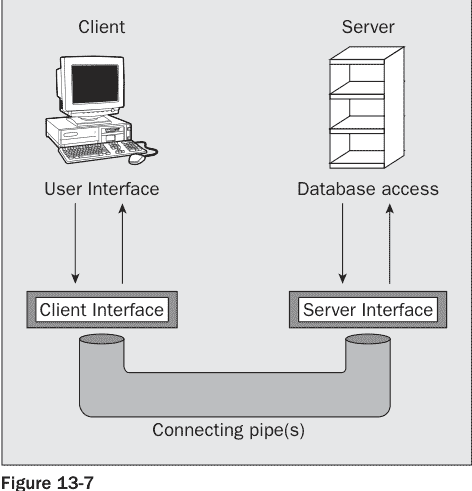 Client
Server
User Interface
Database access
Client Interface
Server Interface
Connecting pipe(s)
Figure 13-7